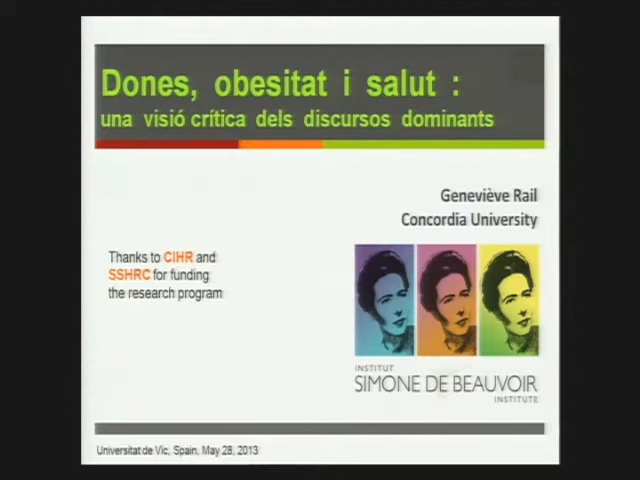 Dones, obesitat i salut :
una visió crítica dels discursos dominants
Geneviève Rail
Concordia University
Thanks to CIHR and
SSHRC for funding
the research program
INSTITUT
SIMONE DE BEAUVOIR
INSTITUTE
Universitat de Vic, Spain, May 28, 2013